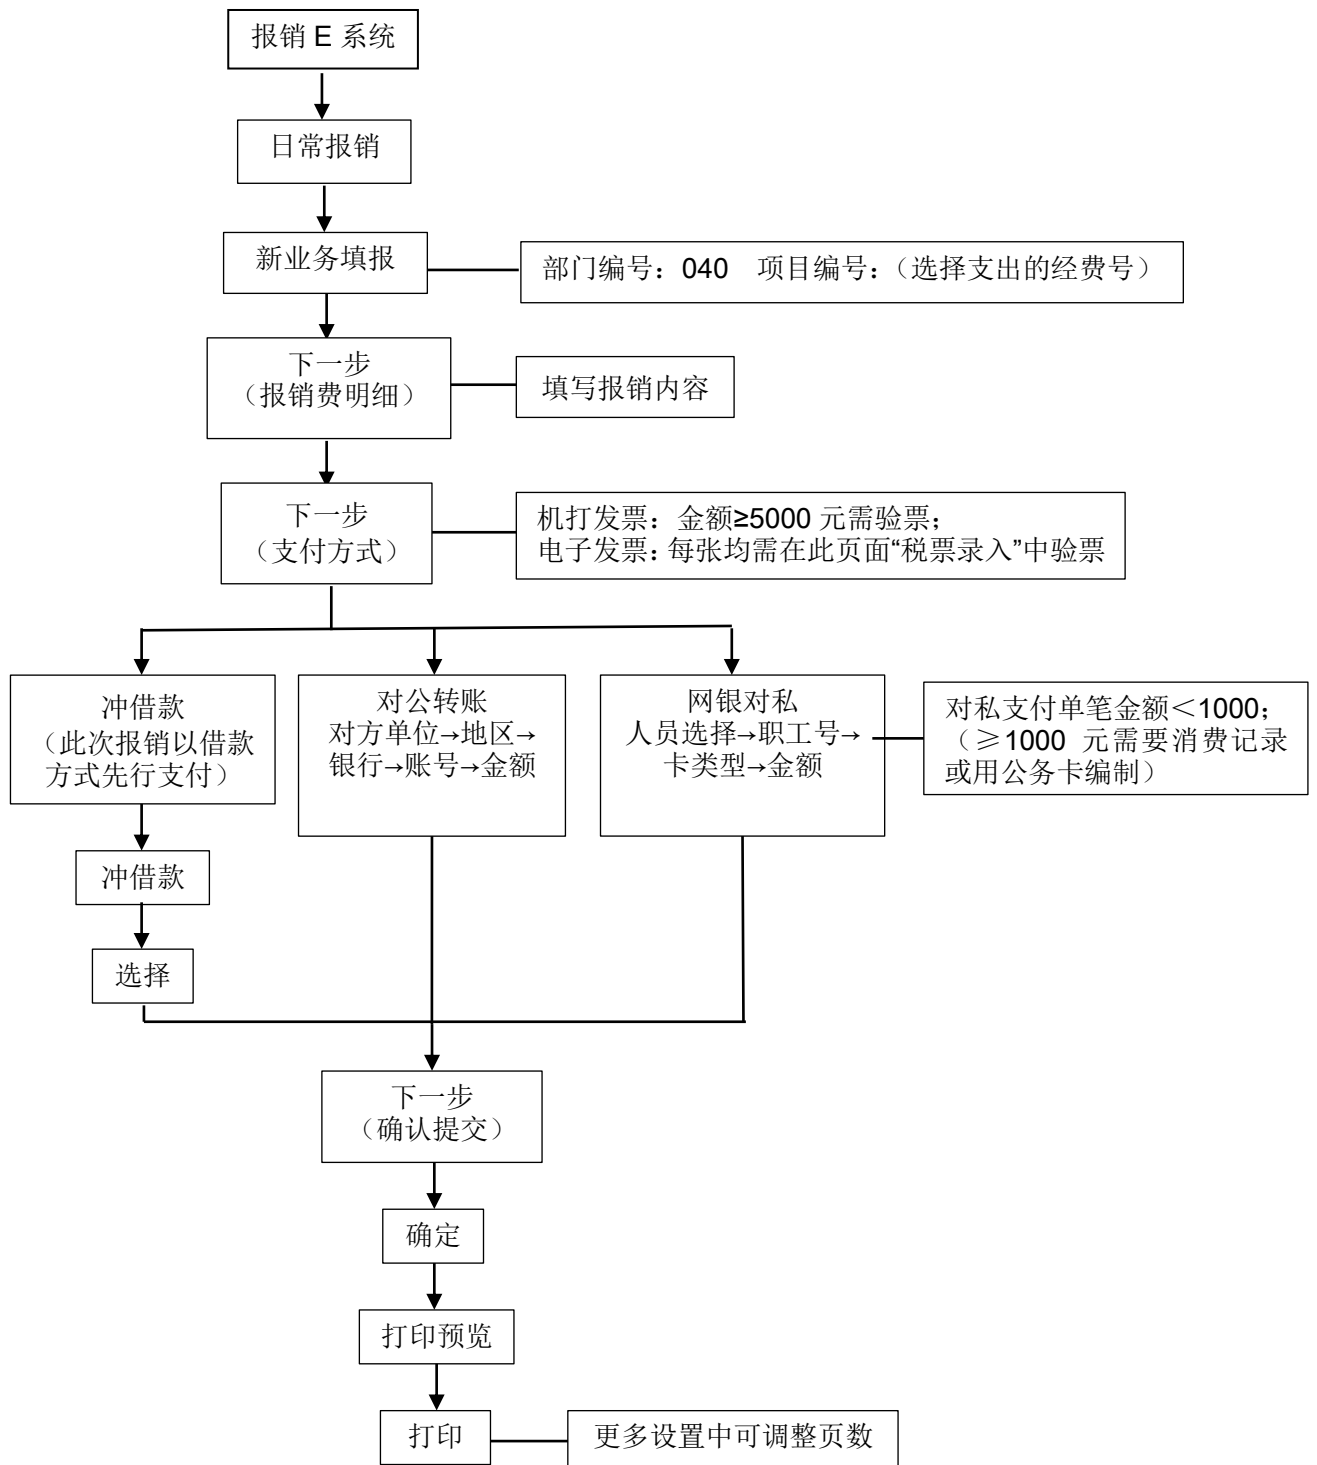 报销 E 系统
日常报销
新业务填报
部门编号：040　项目编号：（选择支出的经费号）
下一步
（报销费明细）
填写报销内容
下一步
（支付方式）
机打发票：金额≥5000 元需验票；
电子发票：每张均需在此页面“税票录入”中验票
冲借款
（此次报销以借款
方式先行支付）
对公转账
对方单位→地区→
银行→账号→金额
网银对私
人员选择→职工号→
卡类型→金额
对私支付单笔金额＜1000；
（≥1000 元需要消费记录
或用公务卡编制）
冲借款
选择
下一步
（确认提交）
确定
打印预览
打印
更多设置中可调整页数